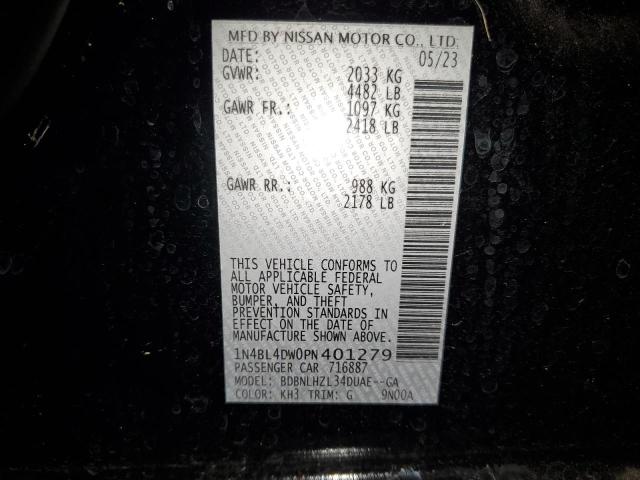 MFD BY NISSAN MOTOR CO., LTD.
DATE: 05/23
GVWR: 2033 KG
4482 LB
GAWR FR.: 1097 KG
2418 LB
GAWR RR.: 988 KG
2178 LB
THIS VEHICLE CONFORMS TO
ALL APPLICABLE FEDERAL
MOTOR VEHICLE SAFETY,
BUMPER, AND THEFT
PREVENTION STANDARDS IN
EFFECT ON THE DATE OF
MANUFACTURE SHOWN ABOVE.
1N4BL4DW0PN401279
PASSENGER CAR 716887
MODEL: BDBNLHZL34DUAE--GA
COLOR: KH3 TRIM: G 9N00A